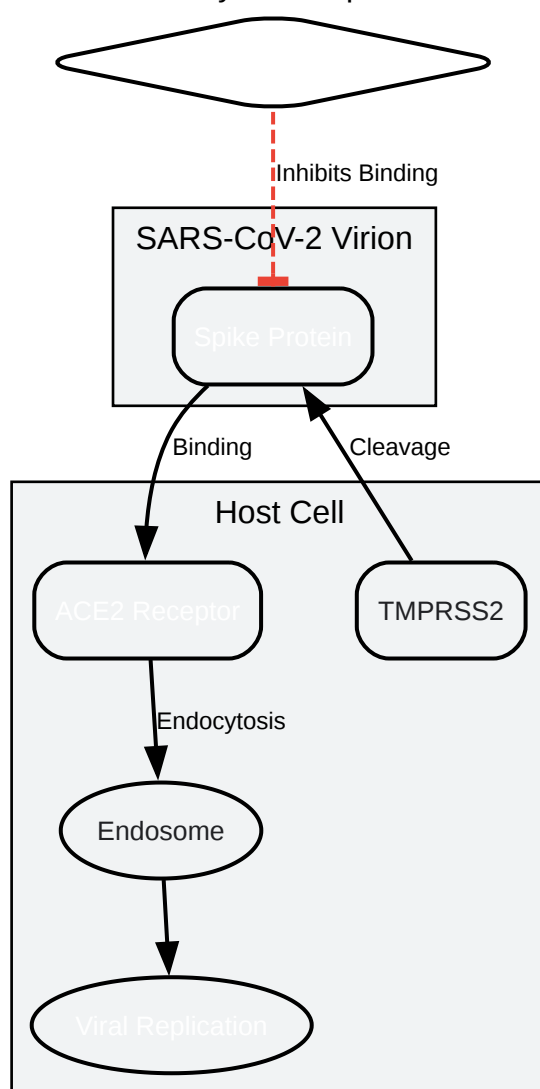 Inhibits Binding
SARS-CoV-2 Virion
Spike Protein
Binding
Cleavage
Host Cell
ACE2 Receptor
TMPRSS2
Endocytosis
Endosome
Viral Replication